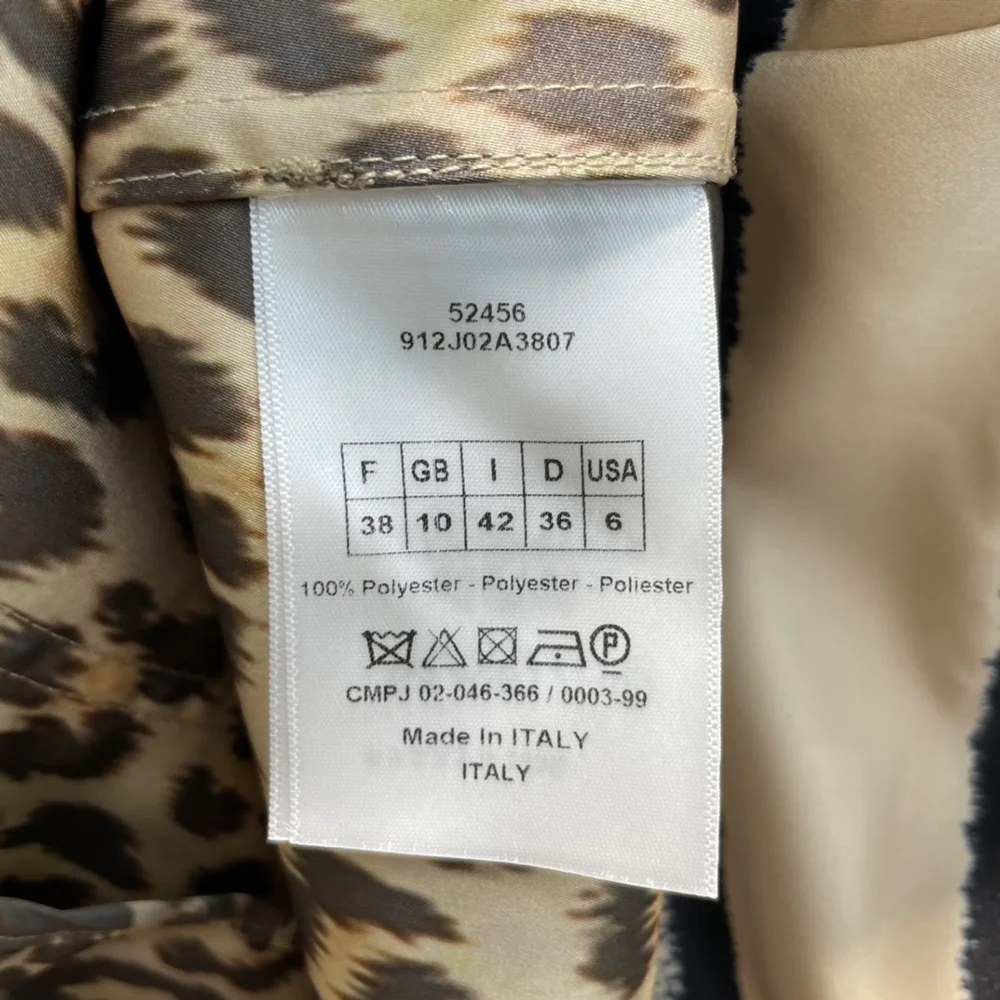 52456
912J02A3807
F GB I D USA
38 10 42 36 6
100% Polyester - Polyester - Poliester
P
CMPJ 02-046-366 / 0003-99
Made In ITALY
ITALY